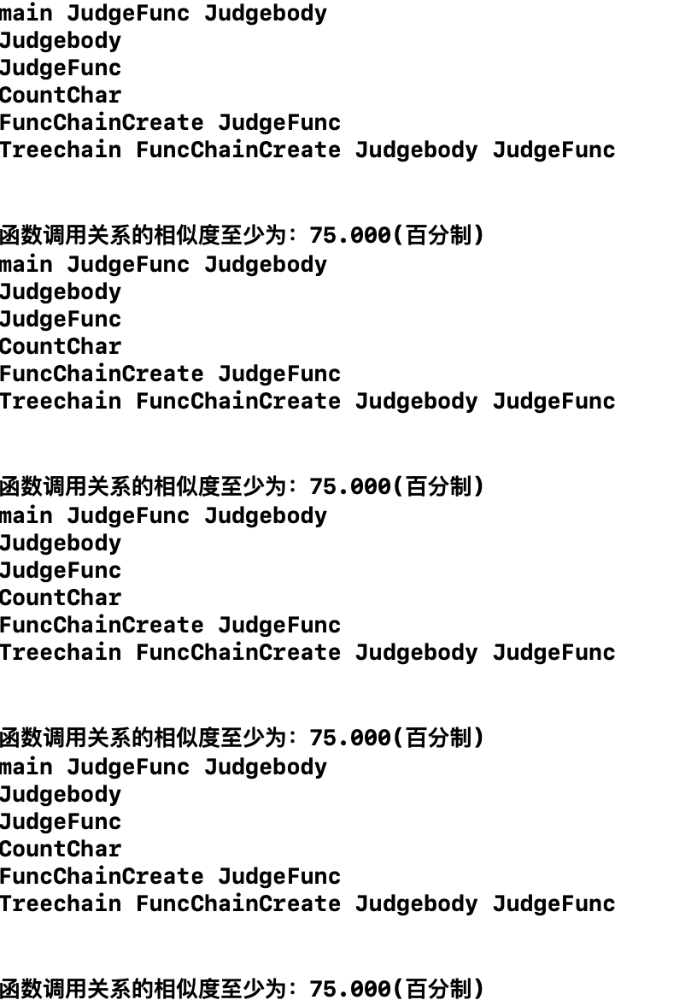 main JudgeFunc Judgebody
Judgebody
JudgeFunc
CountChar
FuncChainCreate JudgeFunc
Treechain FuncChainCreate Judgebody JudgeFunc
函数调用关系的相似度至少为：75.000(百分制)
main JudgeFunc Judgebody
Judgebody
JudgeFunc
CountChar
FuncChainCreate JudgeFunc
Treechain FuncChainCreate Judgebody JudgeFunc
函数调用关系的相似度至少为：75.000(百分制)
main JudgeFunc Judgebody
Judgebody
JudgeFunc
CountChar
FuncChainCreate JudgeFunc
Treechain FuncChainCreate Judgebody JudgeFunc
函数调用关系的相似度至少为：75.000(百分制)
main JudgeFunc Judgebody
Judgebody
JudgeFunc
CountChar
FuncChainCreate JudgeFunc
Treechain FuncChainCreate Judgebody JudgeFunc
函数调用关系的相似度至少为：75.000(百分制)